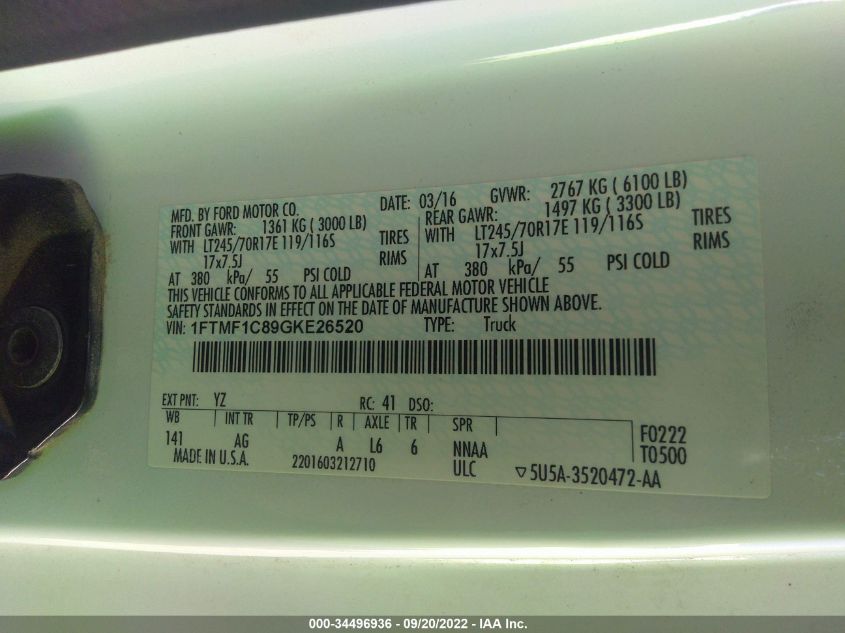 MFD. BY FORD MOTOR CO. DATE: 03/16 GVWR: 2767 KG ( 6100 LB)
FRONT GAWR: 1361 KG ( 3000 LB) REAR GAWR: 1497 KG ( 3300 LB)
WITH LT245/70R17E 119/116S TIRES WITH LT245/70R17E 119/116S TIRES
17x7.5J RIMS 17x7.5J RIMS
AT 380 kPa/ 55 PSI COLD AT 380 kPa/ 55 PSI COLD
THIS VEHICLE CONFORMS TO ALL APPLICABLE FEDERAL MOTOR VEHICLE
SAFETY STANDARDS IN EFFECT ON THE DATE OF MANUFACTURE SHOWN ABOVE.
VIN: 1FTMF1C89GKE26520 TYPE: Truck
EXT PNT: YZ RC: 41 DSO:
WB INT TR TP/PS R AXLE TR SPR
141 AG A L6 6 NNAA F0222
MADE IN U.S.A. 2201603212710 ULC T0500
▽5U5A-3520472-AA
000-34496936 - 09/20/2022 - IAA Inc.